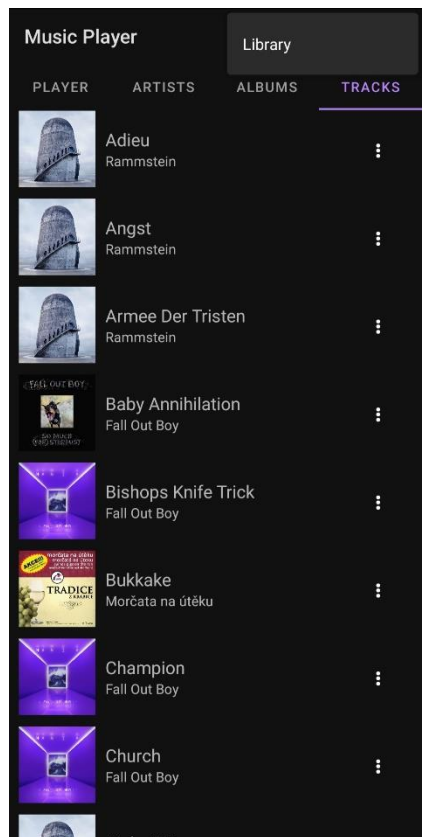 Music Player
Library
PLAYER
ARTISTS
ALBUMS
TRACKS
Adieu
Rammstein
Angst
Rammstein
Armee Der Tristen
Rammstein
FALL OUT BOY
Baby Annihilation
Fall Out Boy
Bishops Knife Trick
Fall Out Boy
TRADICE
Bukkake
Morčata na útěku
Champion
Fall Out Boy
Church
Fall Out Boy